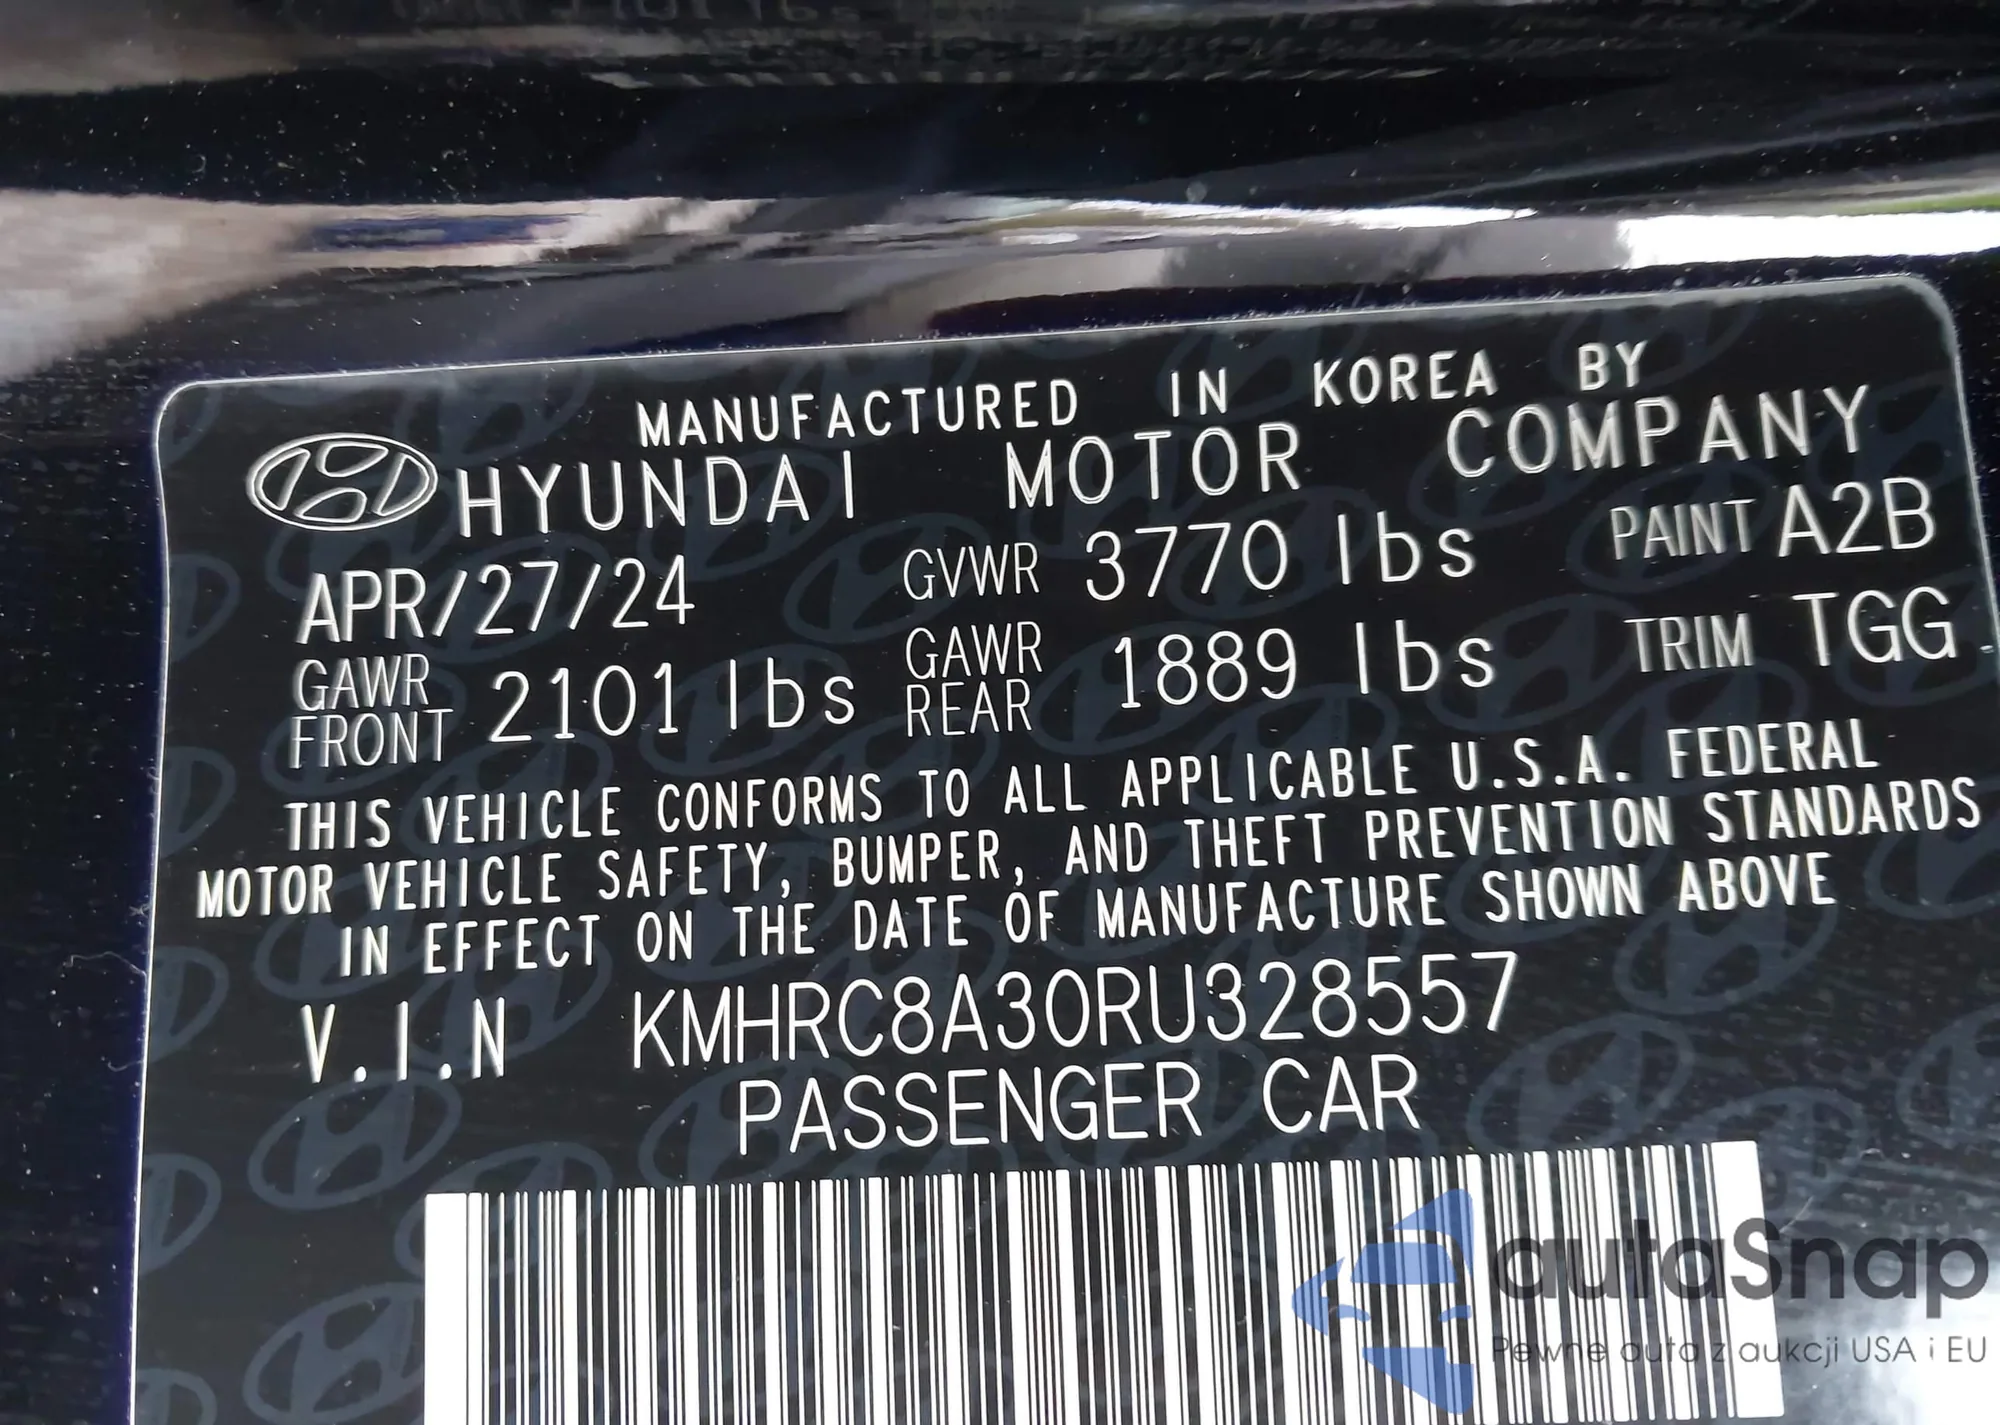 MANUFACTURED IN KOREA BY
HYUNDAI MOTOR COMPANY
APR/27/24 GVWR 3770 lbs PAINT A2B
GAWR FRONT 2101 lbs GAWR REAR 1889 lbs TRIM TGG
THIS VEHICLE CONFORMS TO ALL APPLICABLE U.S.A. FEDERAL
MOTOR VEHICLE SAFETY, BUMPER, AND THEFT PREVENTION STANDARDS
IN EFFECT ON THE DATE OF MANUFACTURE SHOWN ABOVE
V.I.N KMHRC8A30RU328557
PASSENGER CAR
autaSnap
Pewne auta z aukcji USA i EU